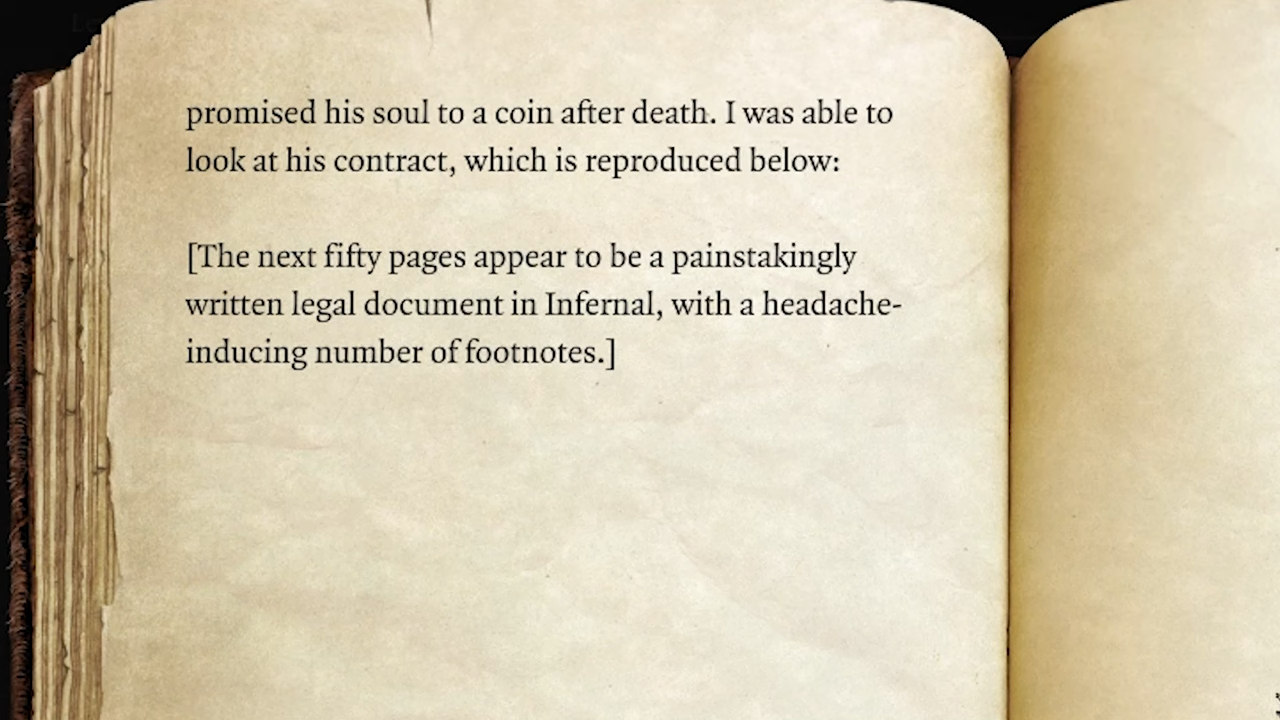 promised his soul to a coin after death. I was able to
look at his contract, which is reproduced below:
[The next fifty pages appear to be a painstakingly
written legal document in Infernal, with a headache-
inducing number of footnotes.]